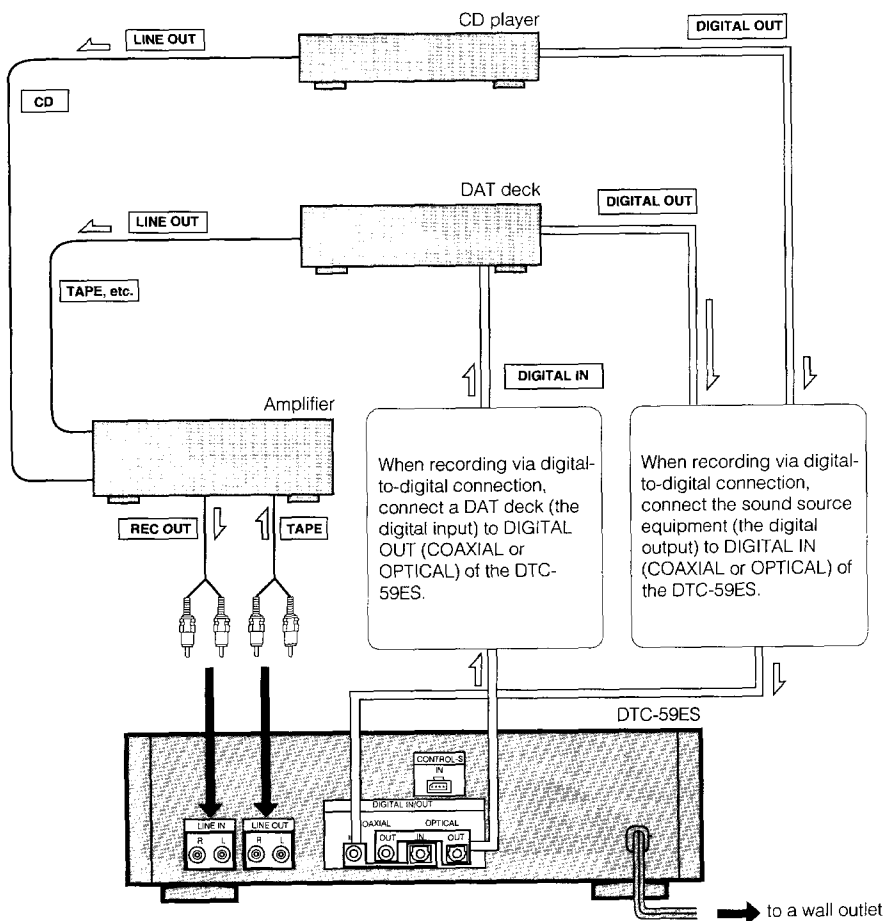 CD player
LINE OUT
DIGITAL OUT
CD
DAT deck
LINE OUT
DIGITAL OUT
TAPE, etc.
DIGITAL IN
Amplifier
REC OUT
TAPE
When recording via digital-
to-digital connection,
connect a DAT deck (the
digital input) to DIGITAL
OUT (COAXIAL or
OPTICAL) of the DTC-
59ES.
When recording via digital-
to-digital connection,
connect the sound source
equipment (the digital
output) to DIGITAL IN
(COAXIAL or OPTICAL) of
the DTC-59ES.
DTC-59ES
CONTROL-S
IN
DIGITAL IN/OUT
OAXIAL OPTICAL
OUT IN OUT
LINE IN LINE OUT
R L R L
to a wall outlet